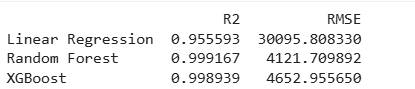 R2 RMSE
Linear Regression 0.955593 30095.808330
Random Forest 0.999167 4121.709892
XGBoost 0.998939 4652.955650